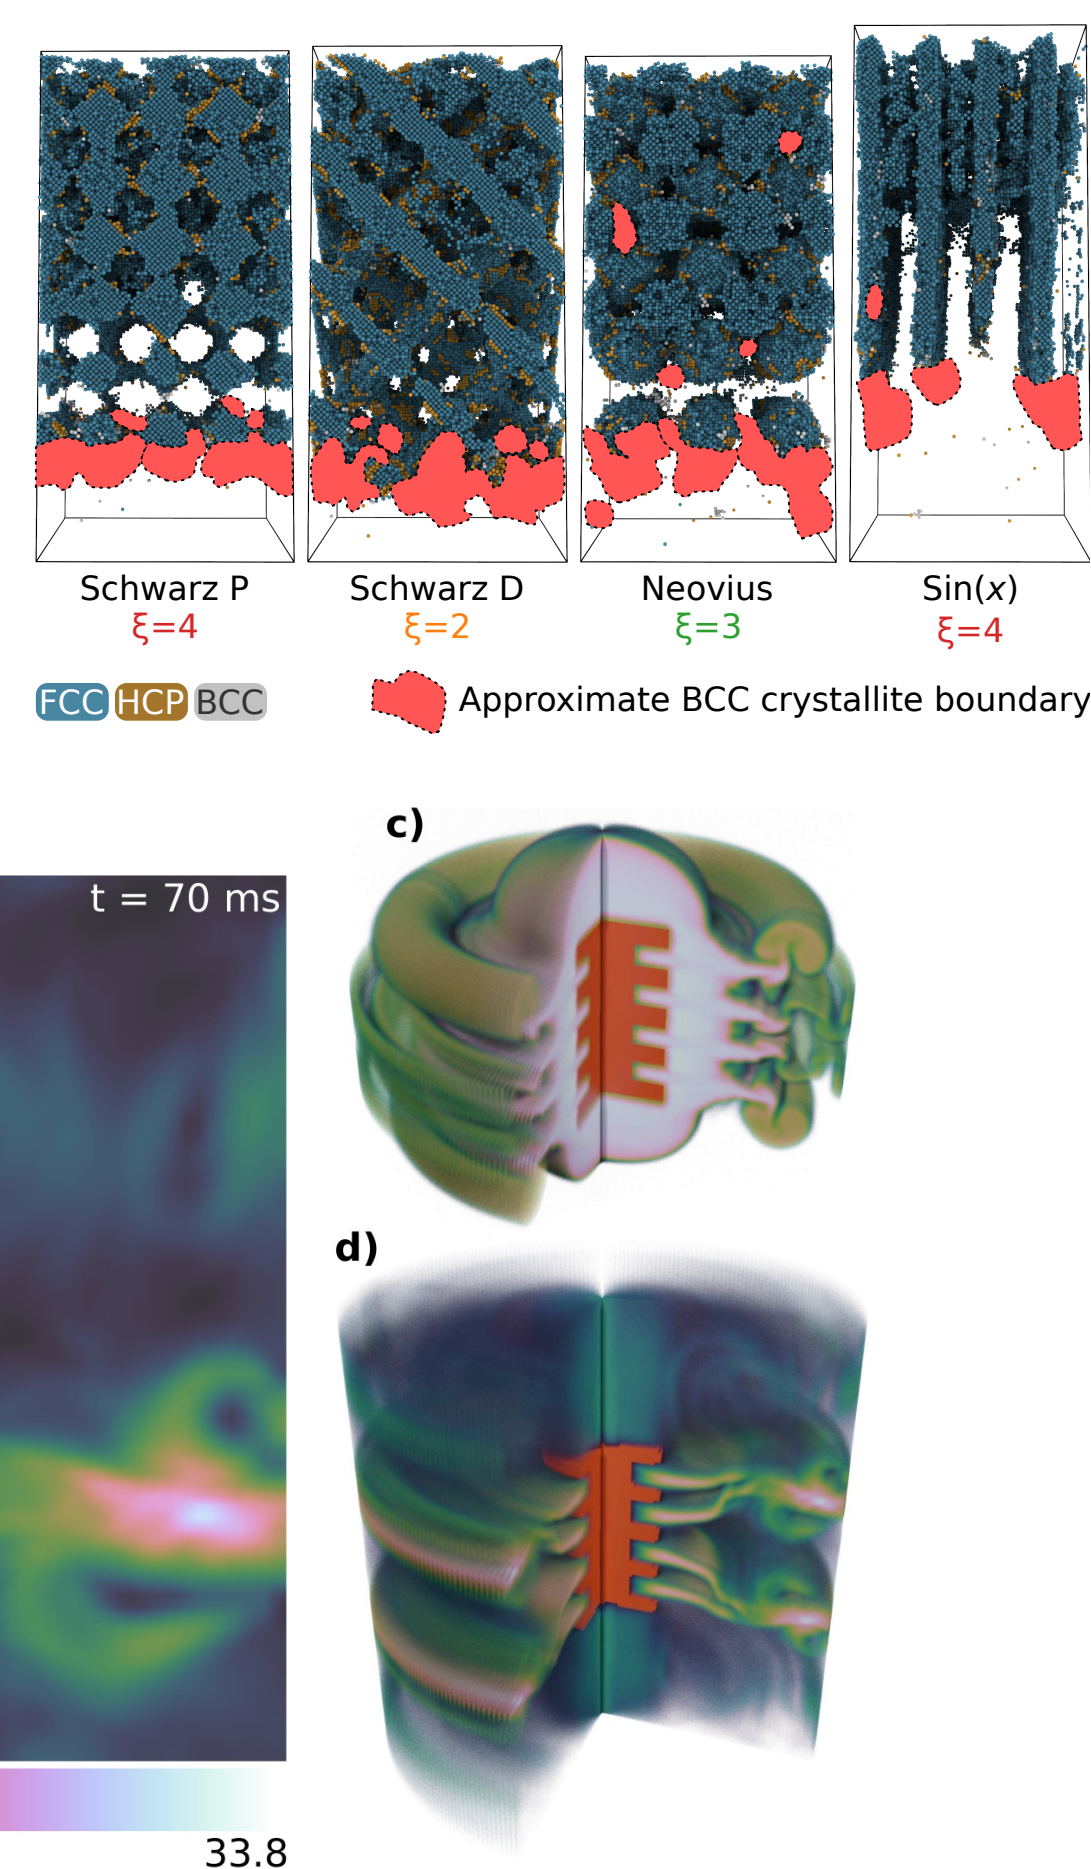 Schwarz P
Schwarz D
Neovius
Sin(x)
ξ=4
ξ=2
ξ=3
ξ=4
FCC HCP BCC
Approximate BCC crystallite boundary
c)
t = 70 ms
d)
33.8